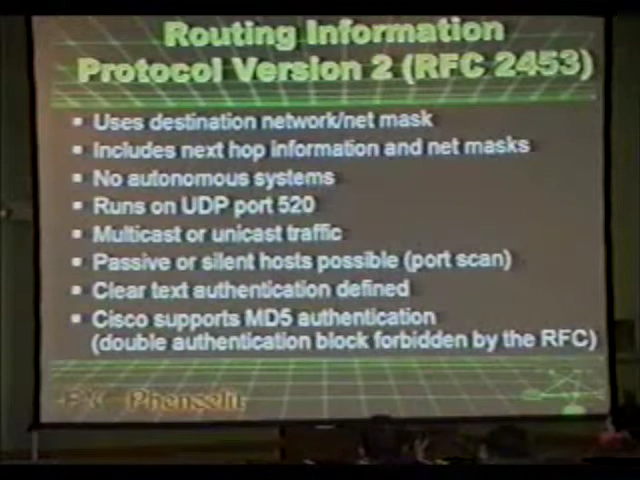 Routing Information
Protocol Version 2 (RFC 2453)
Uses destination network/net mask
Includes next hop information and net masks
No autonomous systems
Runs on UDP port 520
Multicast or unicast traffic
Passive or silent hosts possible (port scan)
Clear text authentication defined
Cisco supports MD5 authentication
(double authentication block forbidden by the RFC)
Phenoelit